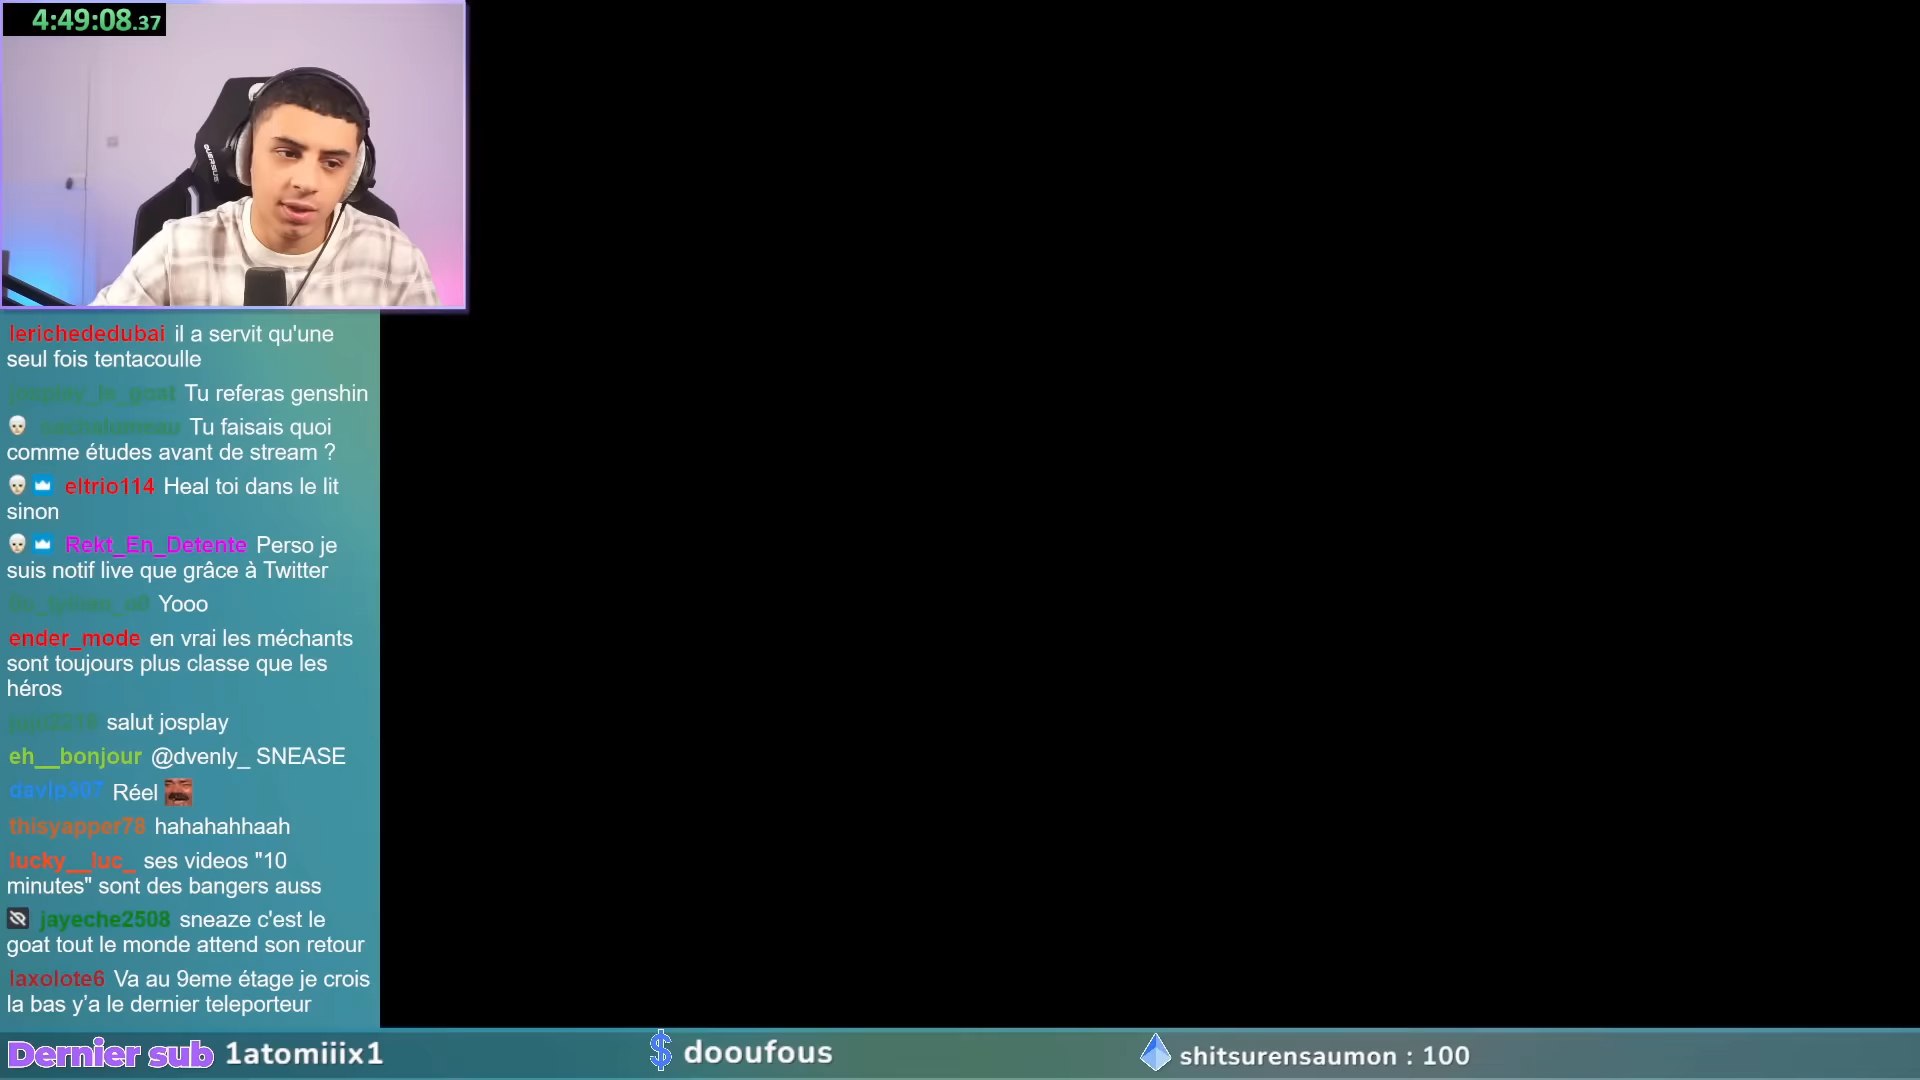 4:49:08.37
lerichededubai il a servit qu'une
seul fois tentacoulle
josplay_le_goat Tu referas genshin
Tu faisais quoi
comme études avant de stream ?
eltrio114 Heal toi dans le lit
sinon
Rekt_En_Detente Perso je
suis notif live que grâce à Twitter
Yooo
ender_mode en vrai les méchants
sont toujours plus classe que les
héros
salut josplay
eh__bonjour @dvenly_ SNEASE
davip307 Réel
thisyapper78 hahahahhaah
lucky__luc_ ses videos "10
minutes" sont des bangers auss
jayeche2508 sneaze c'est le
goat tout le monde attend son retour
laxolote6 Va au 9eme étage je crois
la bas y'a le dernier teleporteur
Dernier sub 1atomiiix1
$ dooufous
shitsurensaumon : 100